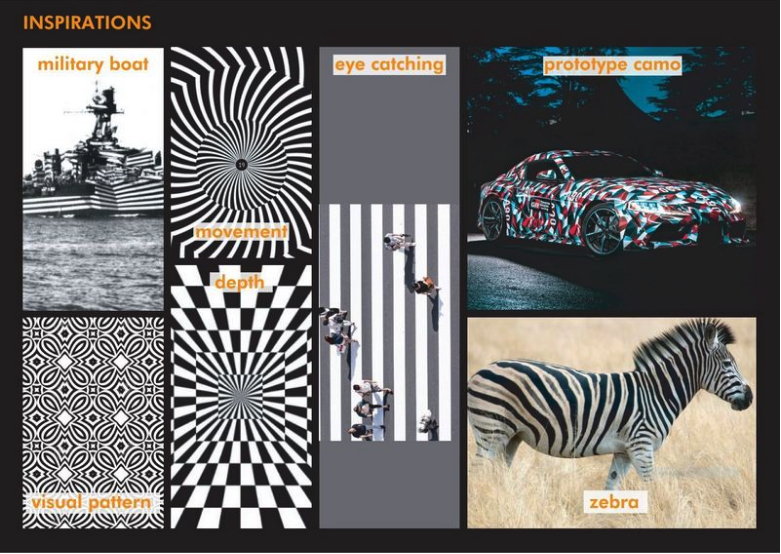 INSPIRATIONS
military boat
movement
eye catching
prototype camo
depth
visual pattern
zebra